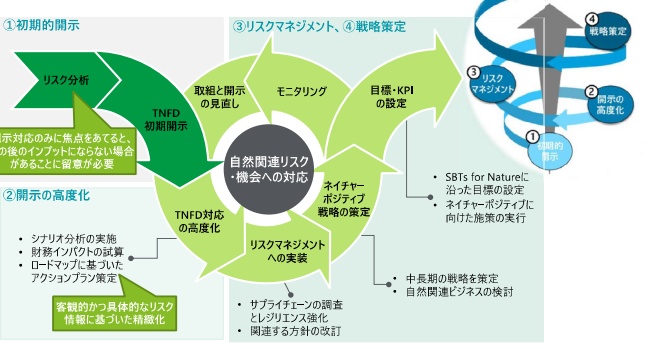 ①初期的開示
③リスクマネジメント、④戦略策定
リスク分析
TNFD
初期開示
取組と開示
の見直し
モニタリング
目標・KPI
の設定
示対応のみに焦点をあてると、
の後のインプットにならない場合
があることに留意が必要
自然関連リスク
・機会への対応
②開示の高度化
TNFD対応
の高度化
リスクマネジメント
への実装
ネイチャー
ポジティブ
戦略の策定
• シナリオ分析の実施
• 財務インパクトの試算
• ロードマップに基づいた
アクションプラン策定
客観的かつ具体的なリスク
情報に基づいた精緻化
• サプライチェーンの調査
とレジリエンス強化
• 関連する方針の改訂
• 中長期の戦略を策定
• 自然関連ビジネスの検討
• SBTs for Natureに
沿った目標の設定
• ネイチャーポジティブに
向けた施策の実行
④
戦略策定
③
リスク
マネジメント
②
開示の
高度化
①
初期的
開示